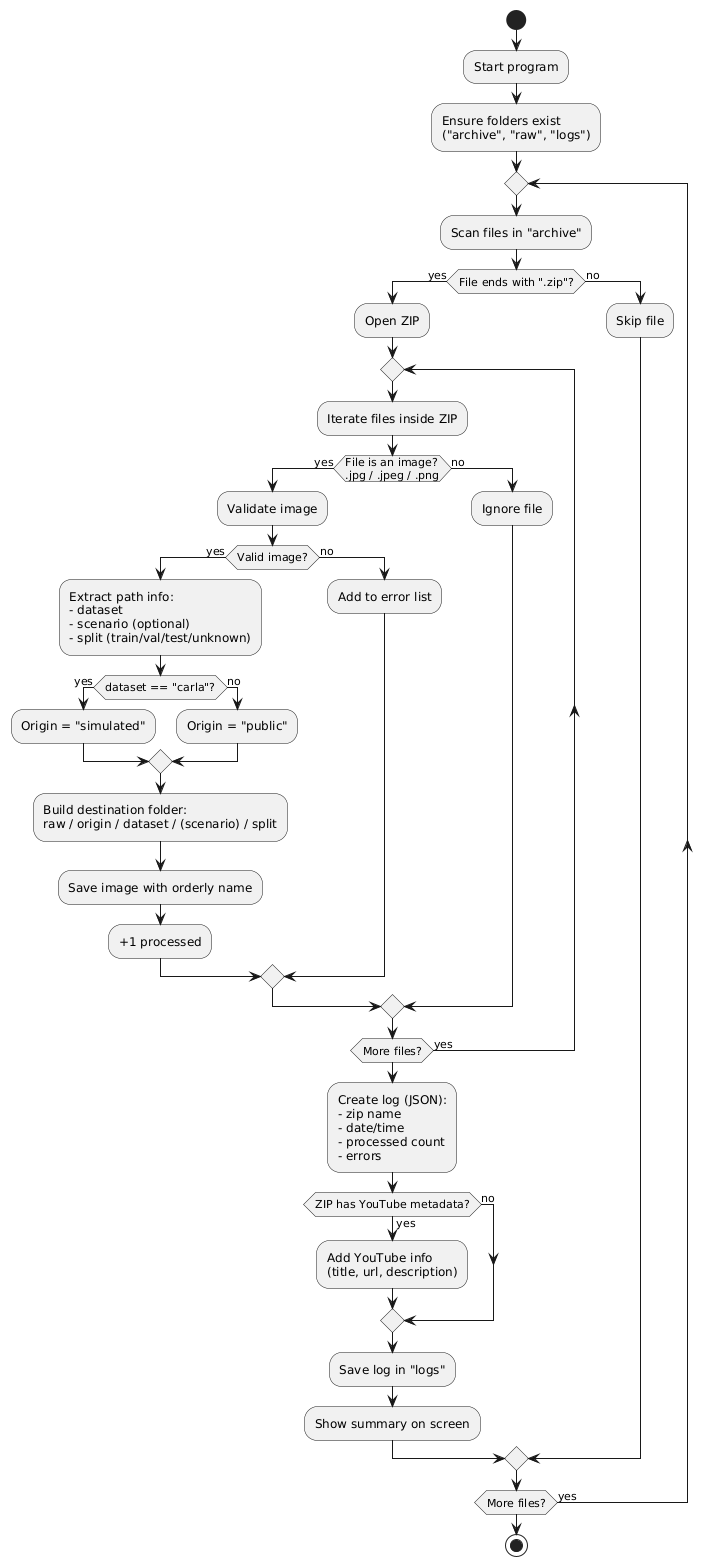 Start program
Ensure folders exist
("archive", "raw", "logs")
Scan files in "archive"
yes
File ends with ".zip"?
no
Open ZIP
Skip file
Iterate files inside ZIP
yes
File is an image?
.jpg / .jpeg / .png
no
Validate image
Ignore file
yes
Valid image?
no
Extract path info:
- dataset
- scenario (optional)
- split (train/val/test/unknown)
Add to error list
yes
dataset == "carla"?
no
Origin = "simulated"
Origin = "public"
Build destination folder:
raw / origin / dataset / (scenario) / split
Save image with orderly name
+1 processed
More files?
yes
Create log (JSON):
- zip name
- date/time
- processed count
- errors
ZIP has YouTube metadata?
no
yes
Add YouTube info
(title, url, description)
Save log in "logs"
Show summary on screen
More files?
yes